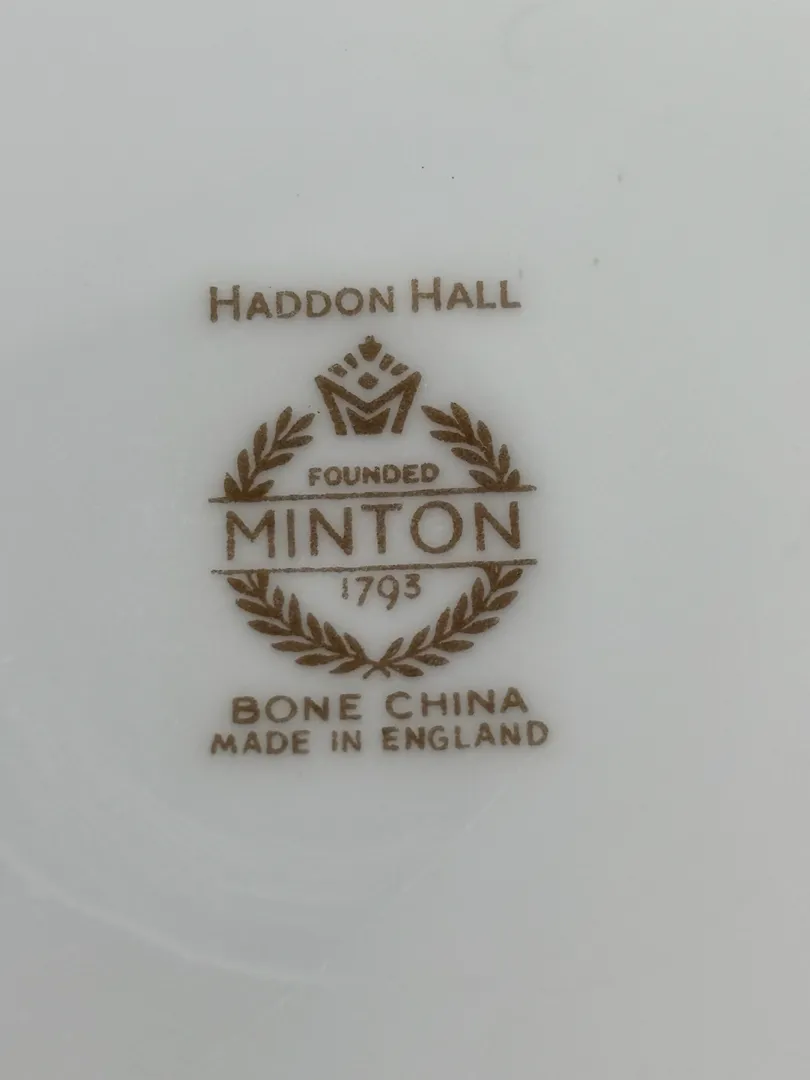 HADDON HALL
FOUNDED
MINTON
1793
BONE CHINA
MADE IN ENGLAND